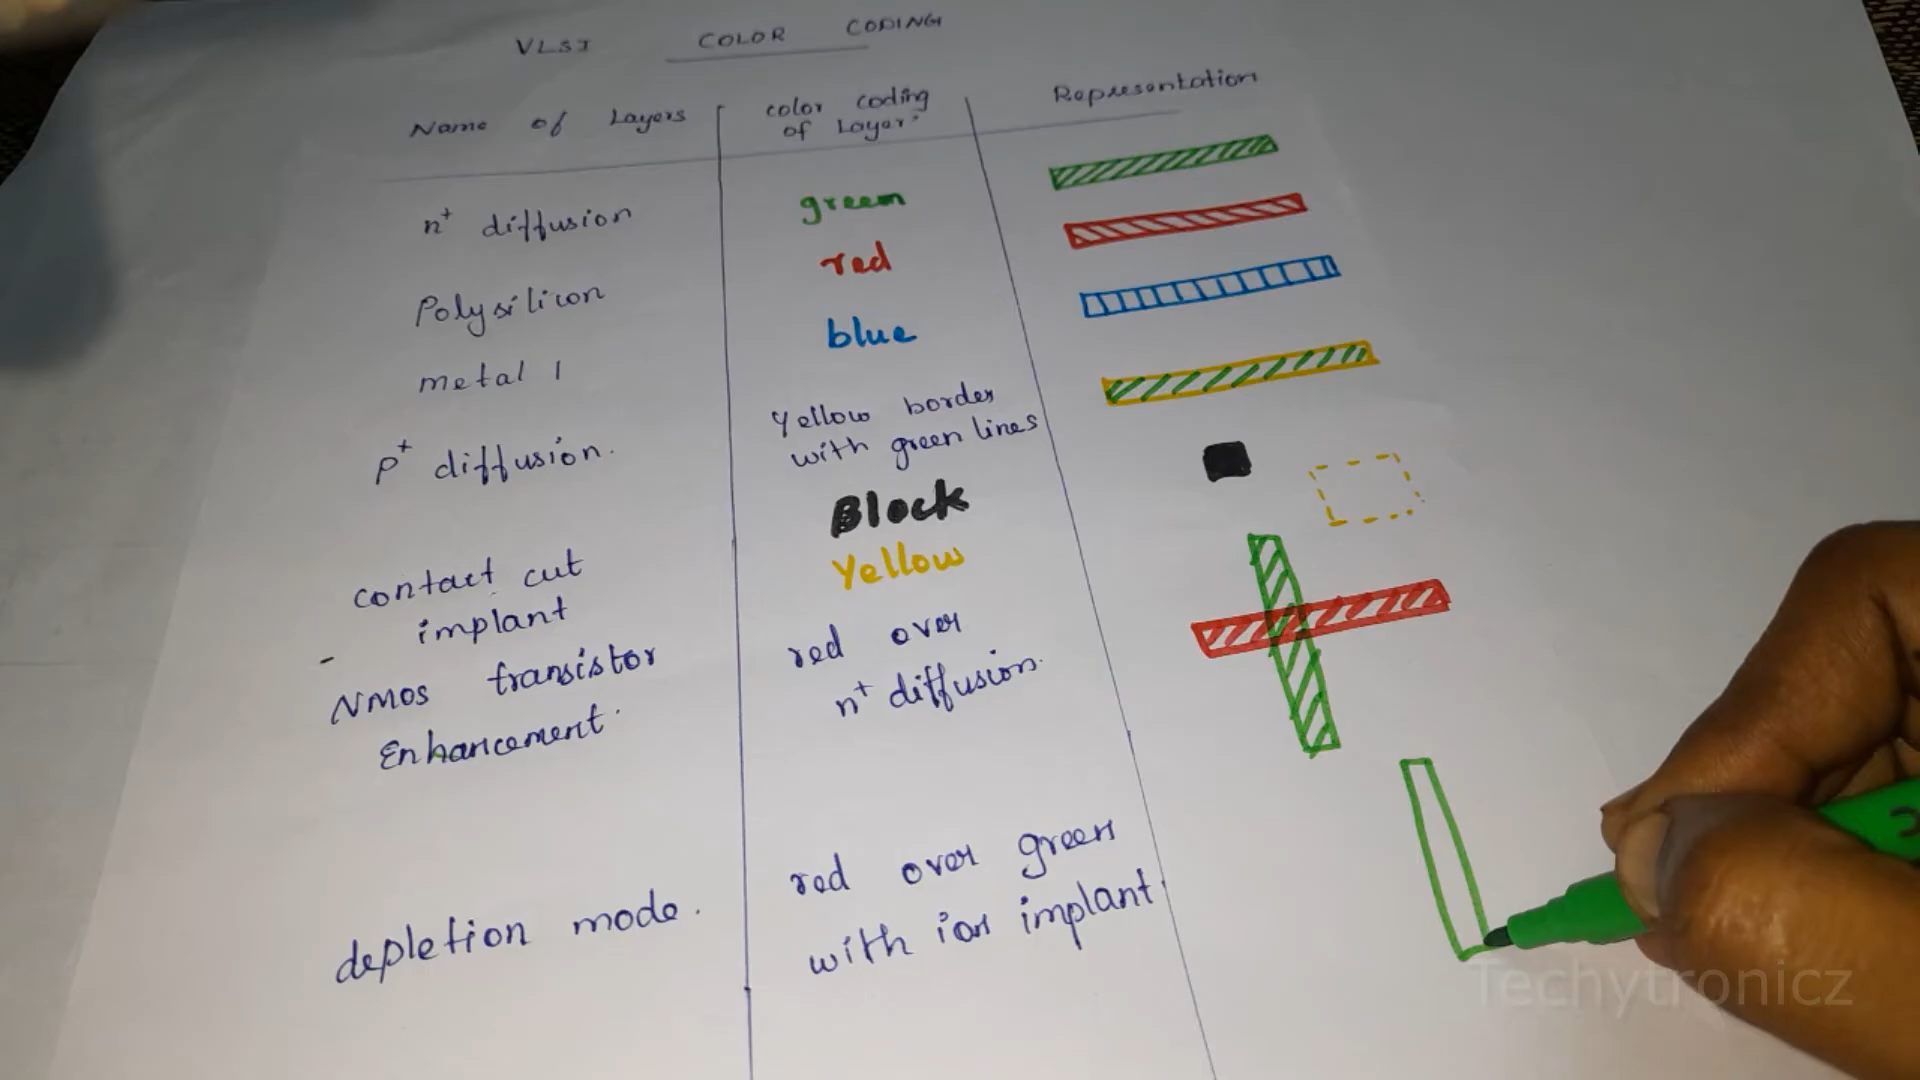 VLSI COLOR CODING
Name of Layers
color coding
of Layer
Representation
n+ diffusion
green
Polysilicon
red
metal 1
blue
p+ diffusion.
Yellow border
with green lines
contact cut
Black
implant
Yellow
NMOS transistor
Enhancement.
red over
n+ diffusion.
depletion mode.
red over green
with ion implant
Techytronicz